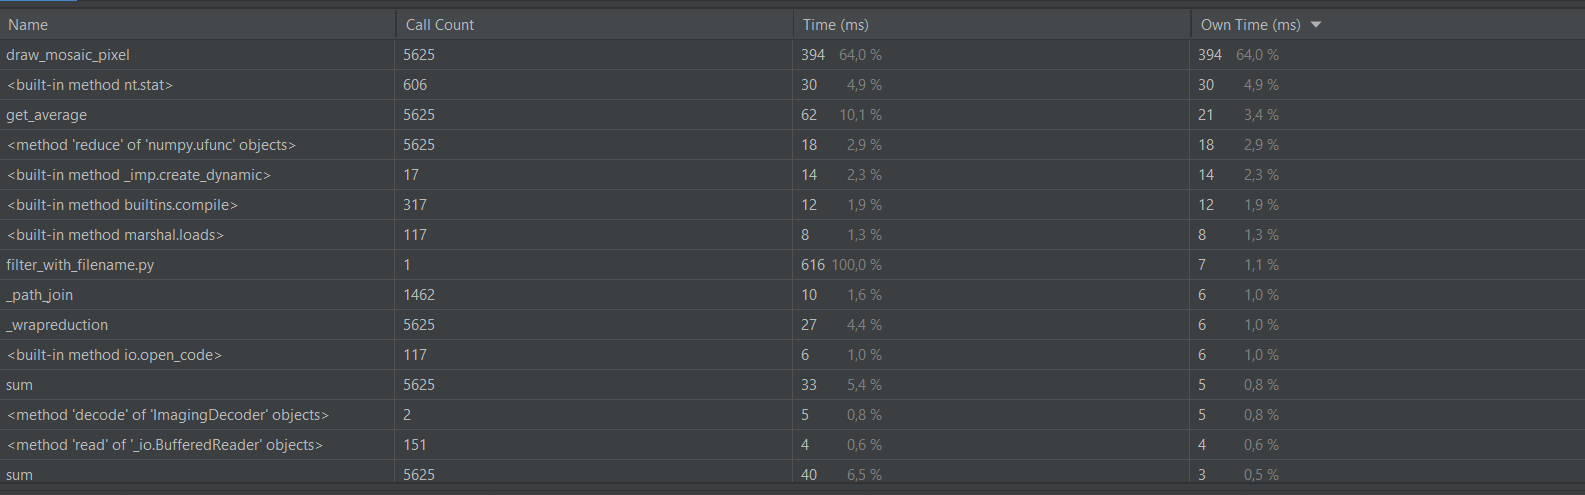 Name Call Count Time (ms) Own Time (ms)
draw_mosaic_pixel 5625 394 64,0 % 394 64,0 %
<built-in method nt.stat> 606 30 4,9 % 30 4,9 %
get_average 5625 62 10,1 % 21 3,4 %
<method 'reduce' of 'numpy.ufunc' objects> 5625 18 2,9 % 18 2,9 %
<built-in method _imp.create_dynamic> 17 14 2,3 % 14 2,3 %
<built-in method builtins.compile> 317 12 1,9 % 12 1,9 %
<built-in method marshal.loads> 117 8 1,3 % 8 1,3 %
filter_with_filename.py 1 616 100,0 % 7 1,1 %
_path_join 1462 10 1,6 % 6 1,0 %
_wrapreduction 5625 27 4,4 % 6 1,0 %
<built-in method io.open_code> 117 6 1,0 % 6 1,0 %
sum 5625 33 5,4 % 5 0,8 %
<method 'decode' of 'ImagingDecoder' objects> 2 5 0,8 % 5 0,8 %
<method 'read' of '_io.BufferedReader' objects> 151 4 0,6 % 4 0,6 %
sum 5625 40 6,5 % 3 0,5 %